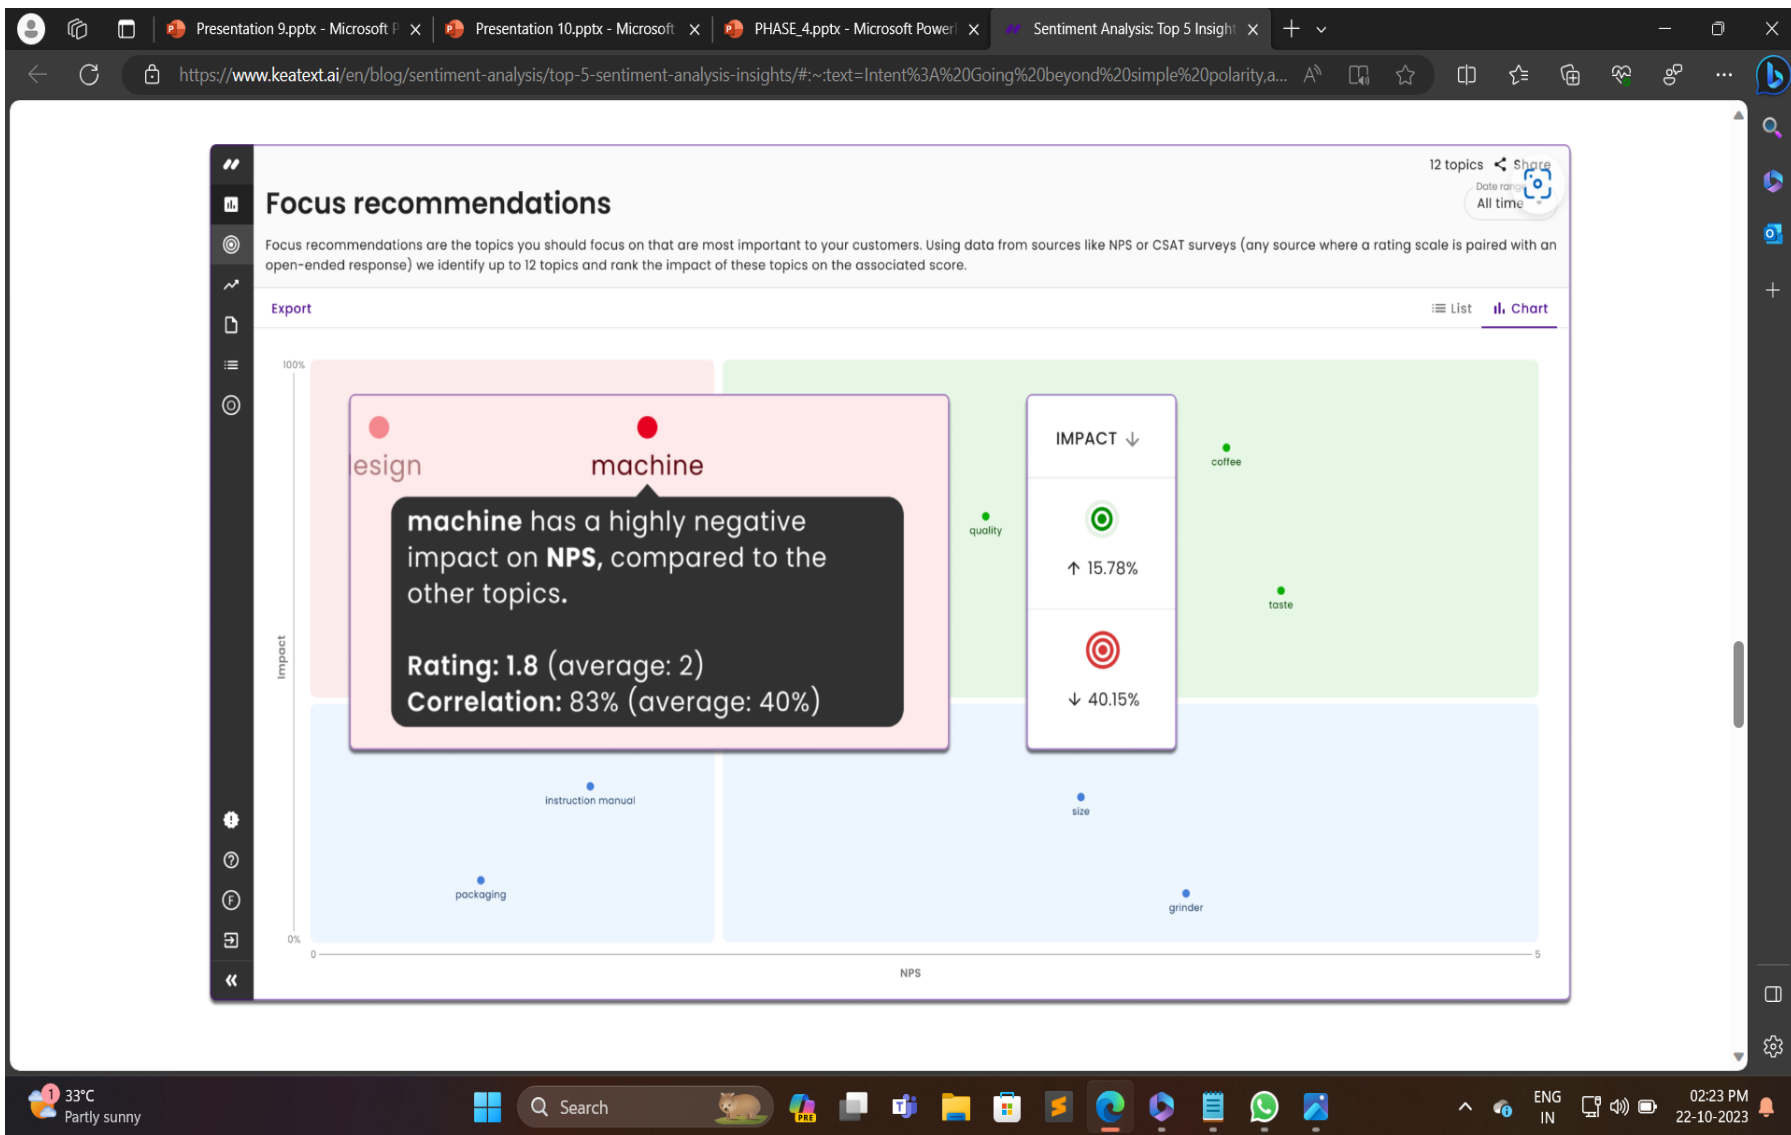 Presentation 9.pptx - Microsoft P
Presentation 10.pptx - Microsoft
PHASE_4.pptx - Microsoft Power
Sentiment Analysis: Top 5 Insight
https://www.keatext.ai/en/blog/sentiment-analysis/top-5-sentiment-analysis-insights/#:~:text=Intent%3A%20Going%20beyond%20simple%20polarity,a...
12 topics
Share
Focus recommendations
Date range
All time
Focus recommendations are the topics you should focus on that are most important to your customers. Using data from sources like NPS or CSAT surveys (any source where a rating scale is paired with an
open-ended response) we identify up to 12 topics and rank the impact of these topics on the associated score.
Export
List
Chart
100%
esign
machine
machine has a highly negative
impact on NPS, compared to the
other topics.
Rating: 1.8 (average: 2)
Correlation: 83% (average: 40%)
IMPACT ↓
↑ 15.78%
↓ 40.15%
coffee
quality
taste
Impact
instruction manual
size
packaging
grinder
0%
0
5
NPS
F
1
33°C
Partly sunny
Search
PRE
ENG
IN
02:23 PM
22-10-2023